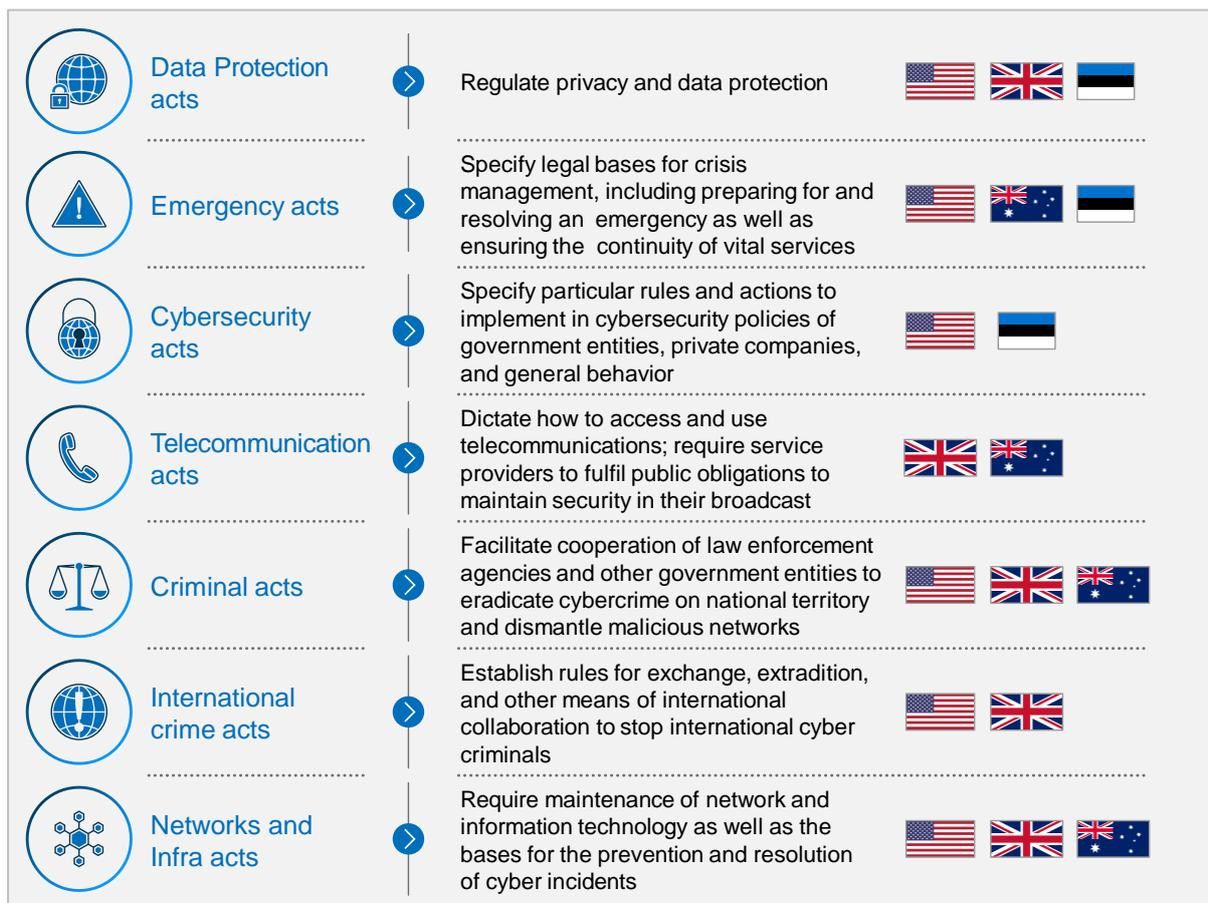 Data Protection
acts
Regulate privacy and data protection
Emergency acts
Specify legal bases for crisis
management, including preparing for and
resolving an emergency as well as
ensuring the continuity of vital services
Cybersecurity
acts
Specify particular rules and actions to
implement in cybersecurity policies of
government entities, private companies,
and general behavior
Telecommunication
acts
Dictate how to access and use
telecommunications; require service
providers to fulfil public obligations to
maintain security in their broadcast
Criminal acts
Facilitate cooperation of law enforcement
agencies and other government entities to
eradicate cybercrime on national territory
and dismantle malicious networks
International
crime acts
Establish rules for exchange, extradition,
and other means of international
collaboration to stop international cyber
criminals
Networks and
Infra acts
Require maintenance of network and
information technology as well as the
bases for the prevention and resolution
of cyber incidents